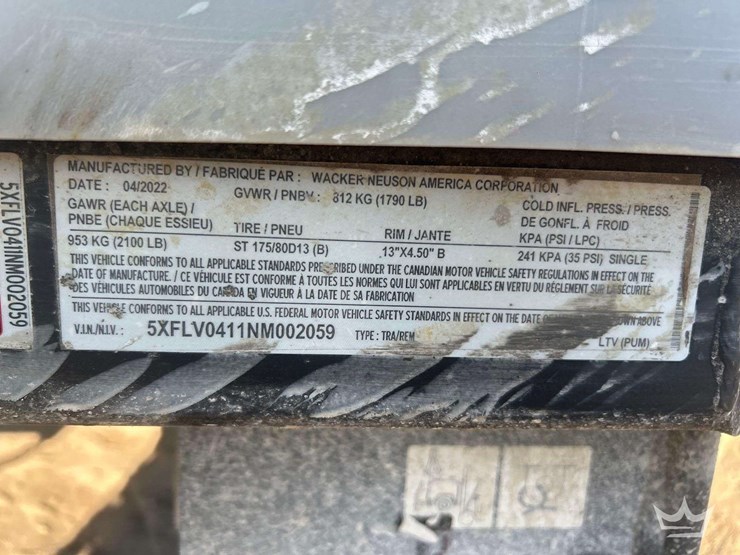 MANUFACTURED BY / FABRIQUÉ PAR : WACKER NEUSON AMERICA CORPORATION
DATE : 04/2022 GVWR / PNBV : 812 KG (1790 LB)
GAWR (EACH AXLE) / PNBE (CHAQUE ESSIEU)
TIRE / PNEU
RIM / JANTE
COLD INFL. PRESS. / PRESS. DE GONFL. À FROID KPA (PSI / LPC)
953 KG (2100 LB) ST 175/80D13 (B) 13"X4.50" B 241 KPA (35 PSI) SINGLE
THIS VEHICLE CONFORMS TO ALL APPLICABLE STANDARDS PRESCRIBED UNDER THE CANADIAN MOTOR VEHICLE SAFETY REGULATIONS IN EFFECT ON THE
DATE OF MANUFACTURE. / CE VÉHICULE EST CONFORME À TOUTES LES NORMES QUI LUI SONT APPLICABLES EN VERTU DU RÈGLEMENT SUR LA SÉCURITÉ
DES VÉHICULES AUTOMOBILES DU CANADA EN VIGUEUR À LA DATE DE SA FABRICATION
THIS VEHICLE CONFORMS TO ALL APPLICABLE U.S. FEDERAL MOTOR VEHICLE SAFETY STANDARDS IN EFFECT ON THE DATE OF MANUFACTURE
V.I.N./N.I.V. : 5XFLV0411NM002059 TYPE : TRA/REM LTV (PUM)
5XFLV0411NM002059